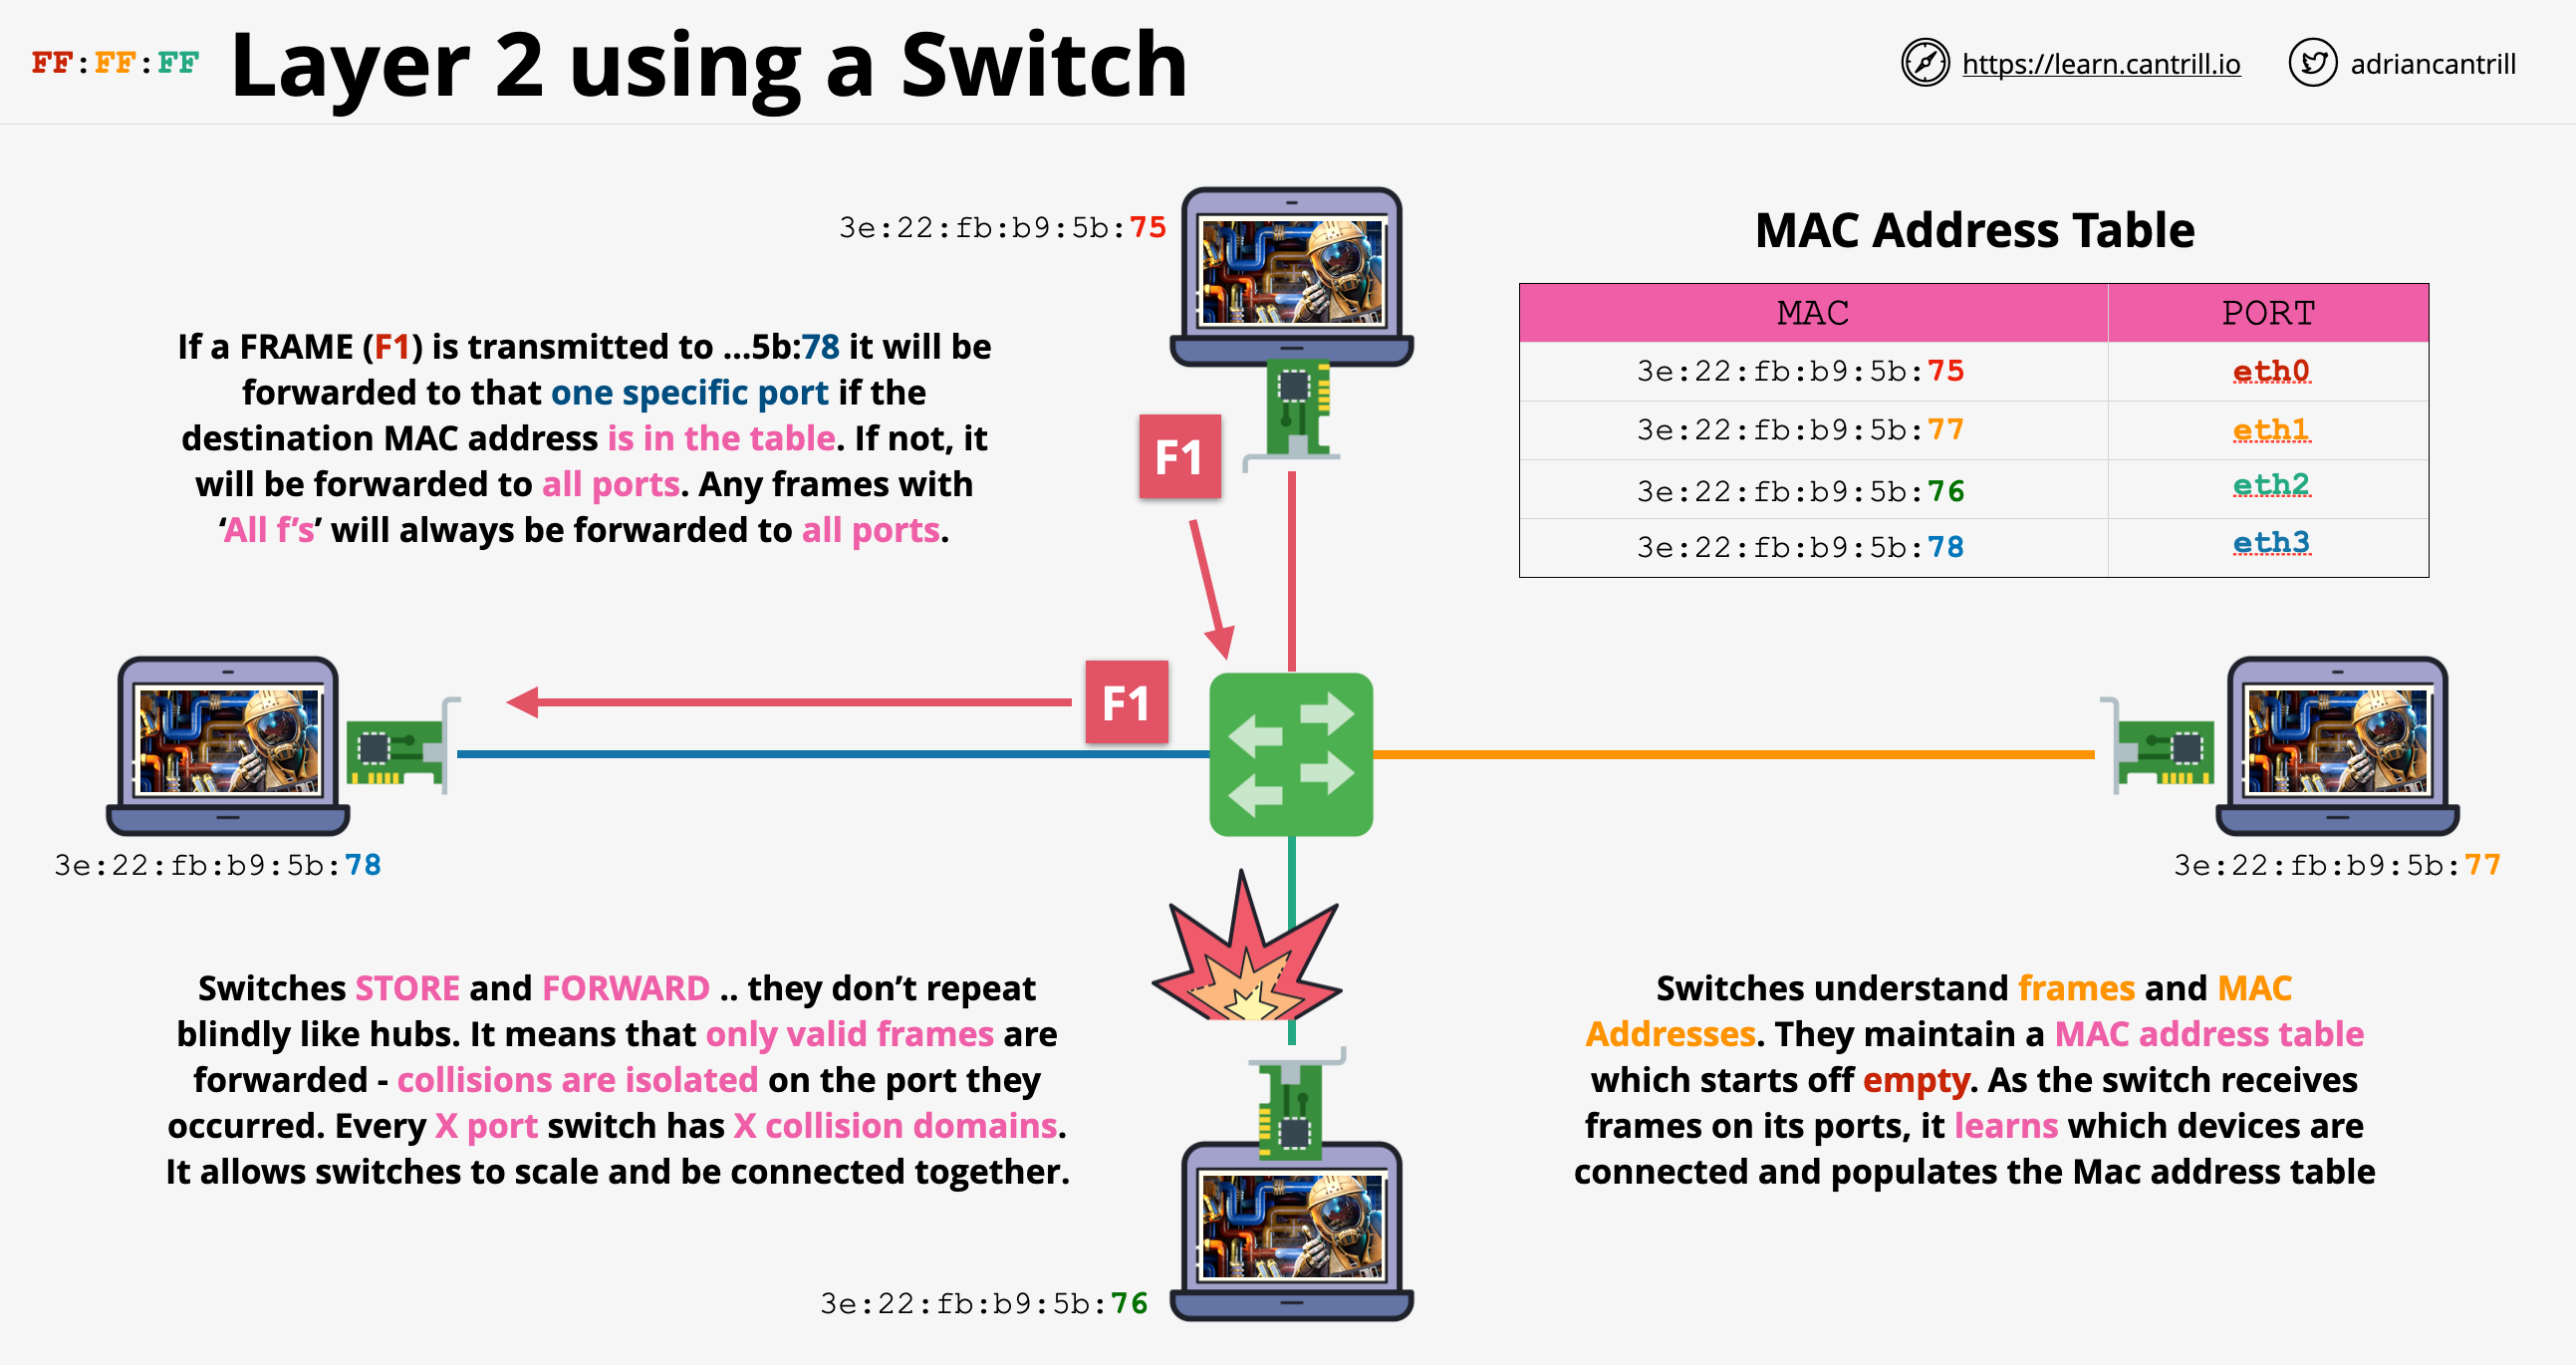 FF:FF:FF Layer 2 using a Switch
https://learn.cantrill.io
adriancantrill
3e:22:fb:b9:5b:75
MAC Address Table
MAC PORT
3e:22:fb:b9:5b:75 eth0
3e:22:fb:b9:5b:77 eth1
3e:22:fb:b9:5b:76 eth2
3e:22:fb:b9:5b:78 eth3
If a FRAME (F1) is transmitted to ...5b:78 it will be
forwarded to that one specific port if the
destination MAC address is in the table. If not, it
will be forwarded to all ports. Any frames with
‘All f’s’ will always be forwarded to all ports.
F1
F1
3e:22:fb:b9:5b:78
3e:22:fb:b9:5b:77
Switches STORE and FORWARD .. they don’t repeat
blindly like hubs. It means that only valid frames are
forwarded - collisions are isolated on the port they
occurred. Every X port switch has X collision domains.
It allows switches to scale and be connected together.
Switches understand frames and MAC
Addresses. They maintain a MAC address table
which starts off empty. As the switch receives
frames on its ports, it learns which devices are
connected and populates the Mac address table
3e:22:fb:b9:5b:76